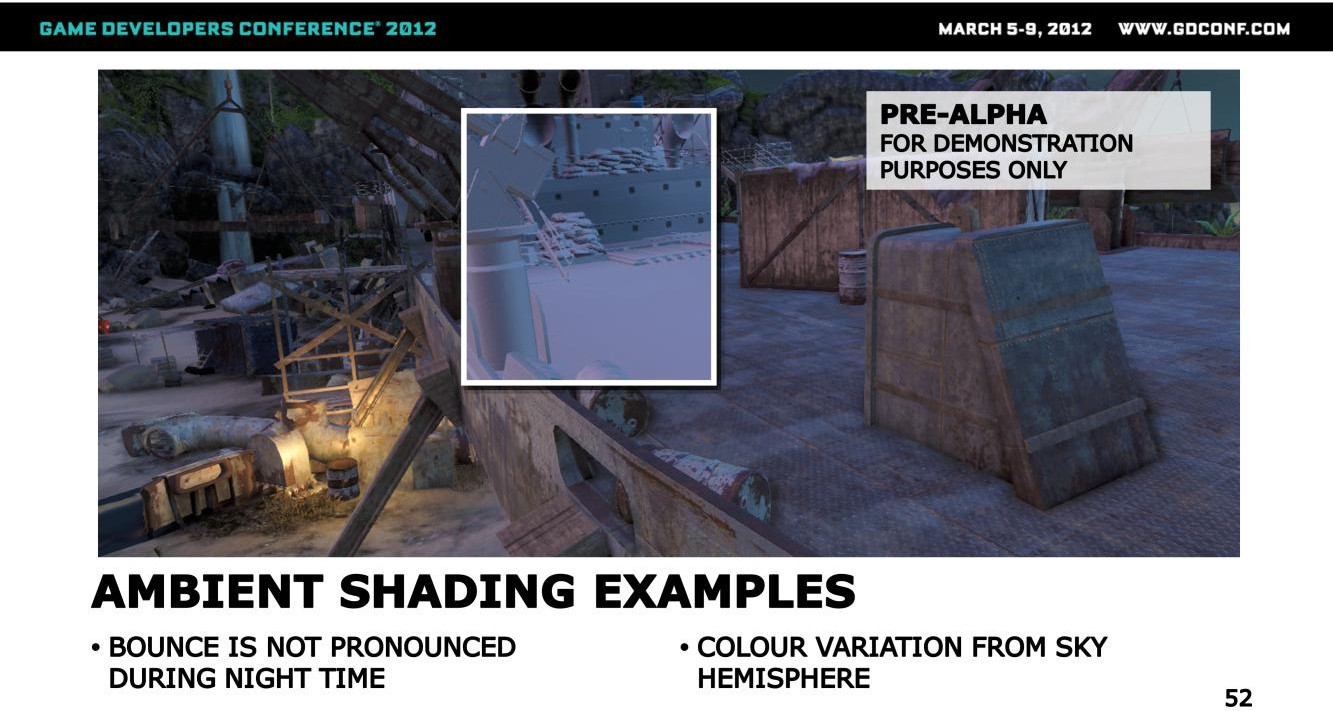 GAME DEVELOPERS CONFERENCE® 2012
MARCH 5-9, 2012 WWW.GDCONF.COM
PRE-ALPHA
FOR DEMONSTRATION
PURPOSES ONLY
AMBIENT SHADING EXAMPLES
• BOUNCE IS NOT PRONOUNCED
DURING NIGHT TIME
• COLOUR VARIATION FROM SKY
HEMISPHERE
52